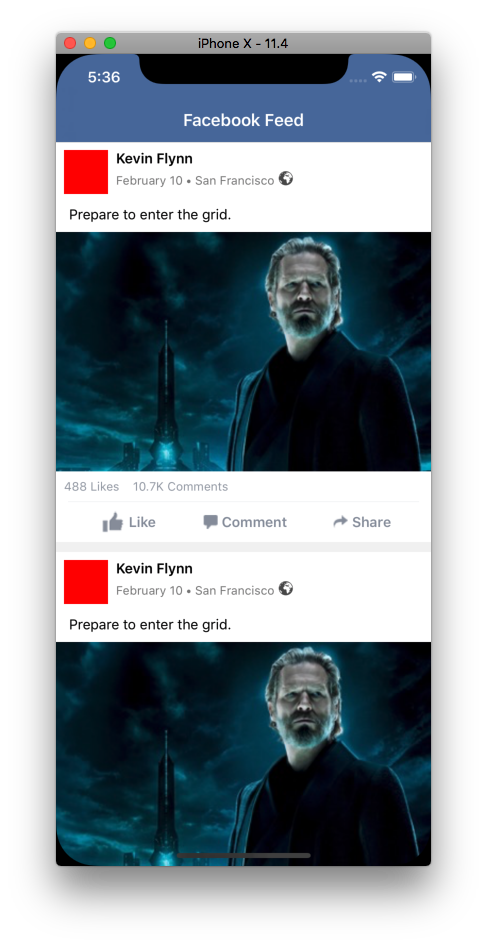 iPhone X - 11.4
5:36
Facebook Feed
Kevin Flynn
February 10 • San Francisco
Prepare to enter the grid.
488 Likes 10.7K Comments
Like Comment Share
Kevin Flynn
February 10 • San Francisco
Prepare to enter the grid.